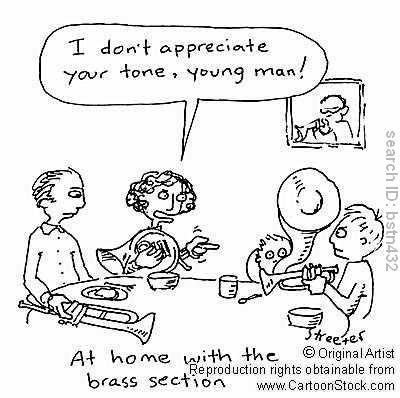 I don't appreciate
your tone, young man!
search ID: bstn432
Streeter
At home with the
brass section
© Original Artist
Reproduction rights obtainable from
www.CartoonStock.com